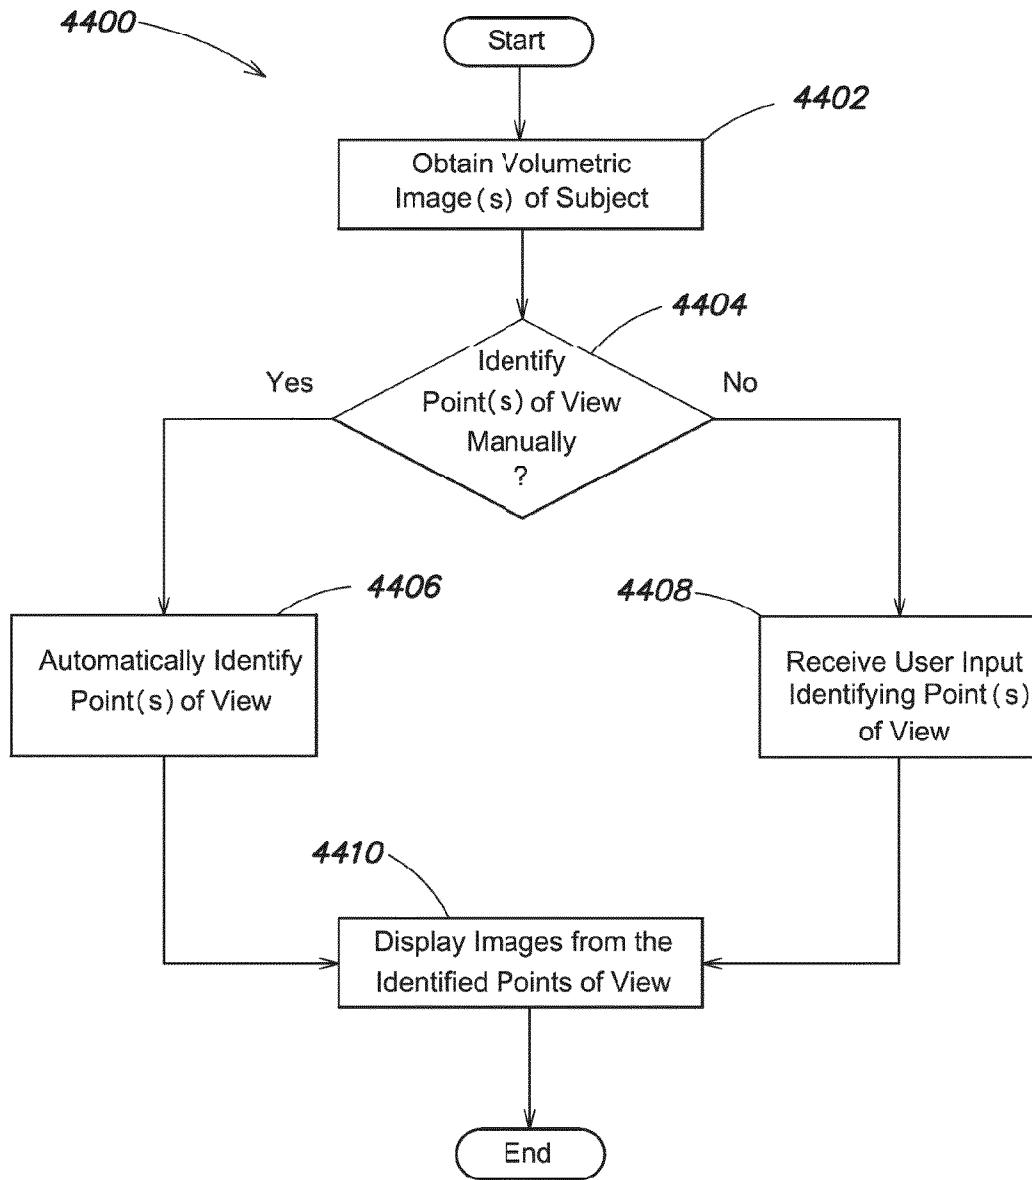 4400
Start
4402
Obtain Volumetric
Image(s) of Subject
4404
Identify
Point(s) of View
Manually
?
Yes
No
4406
Automatically Identify
Point(s) of View
4408
Receive User Input
Identifying Point(s)
of View
4410
Display Images from the
Identified Points of View
End